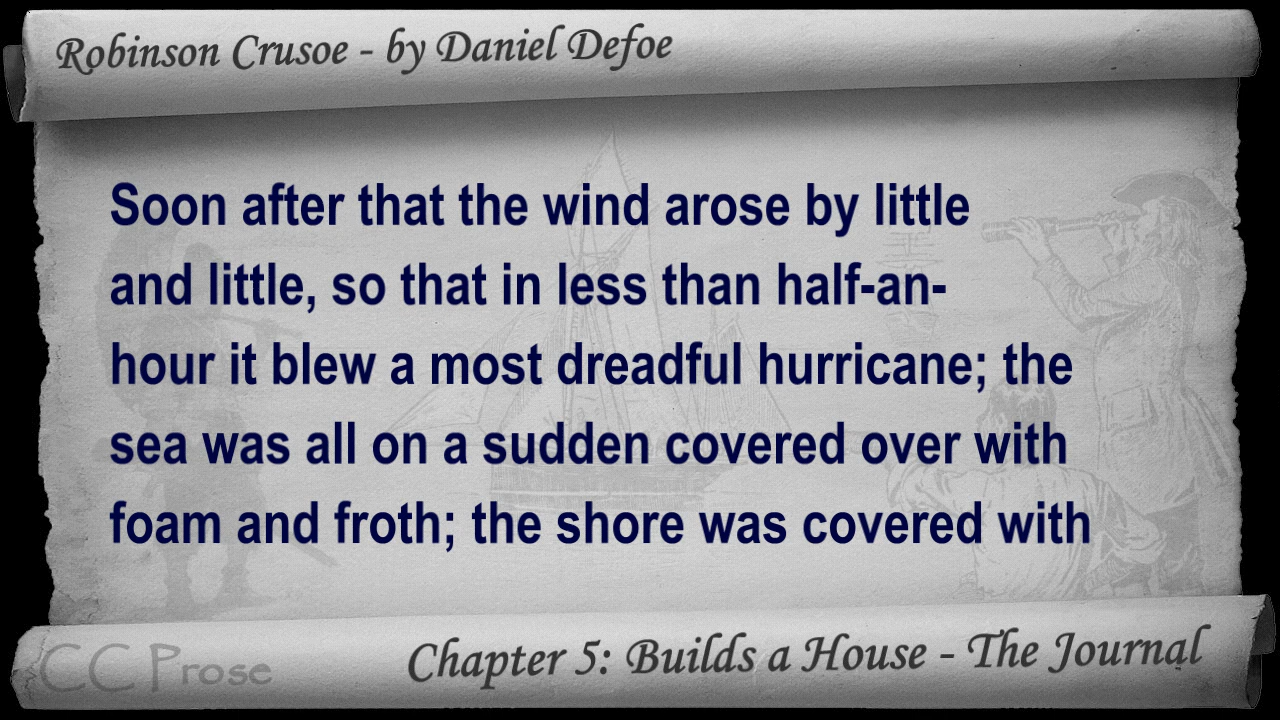 Robinson Crusoe - by Daniel Defoe
Soon after that the wind arose by little
and little, so that in less than half-an-
hour it blew a most dreadful hurricane; the
sea was all on a sudden covered over with
foam and froth; the shore was covered with
CC Prose
Chapter 5: Builds a House - The Journal